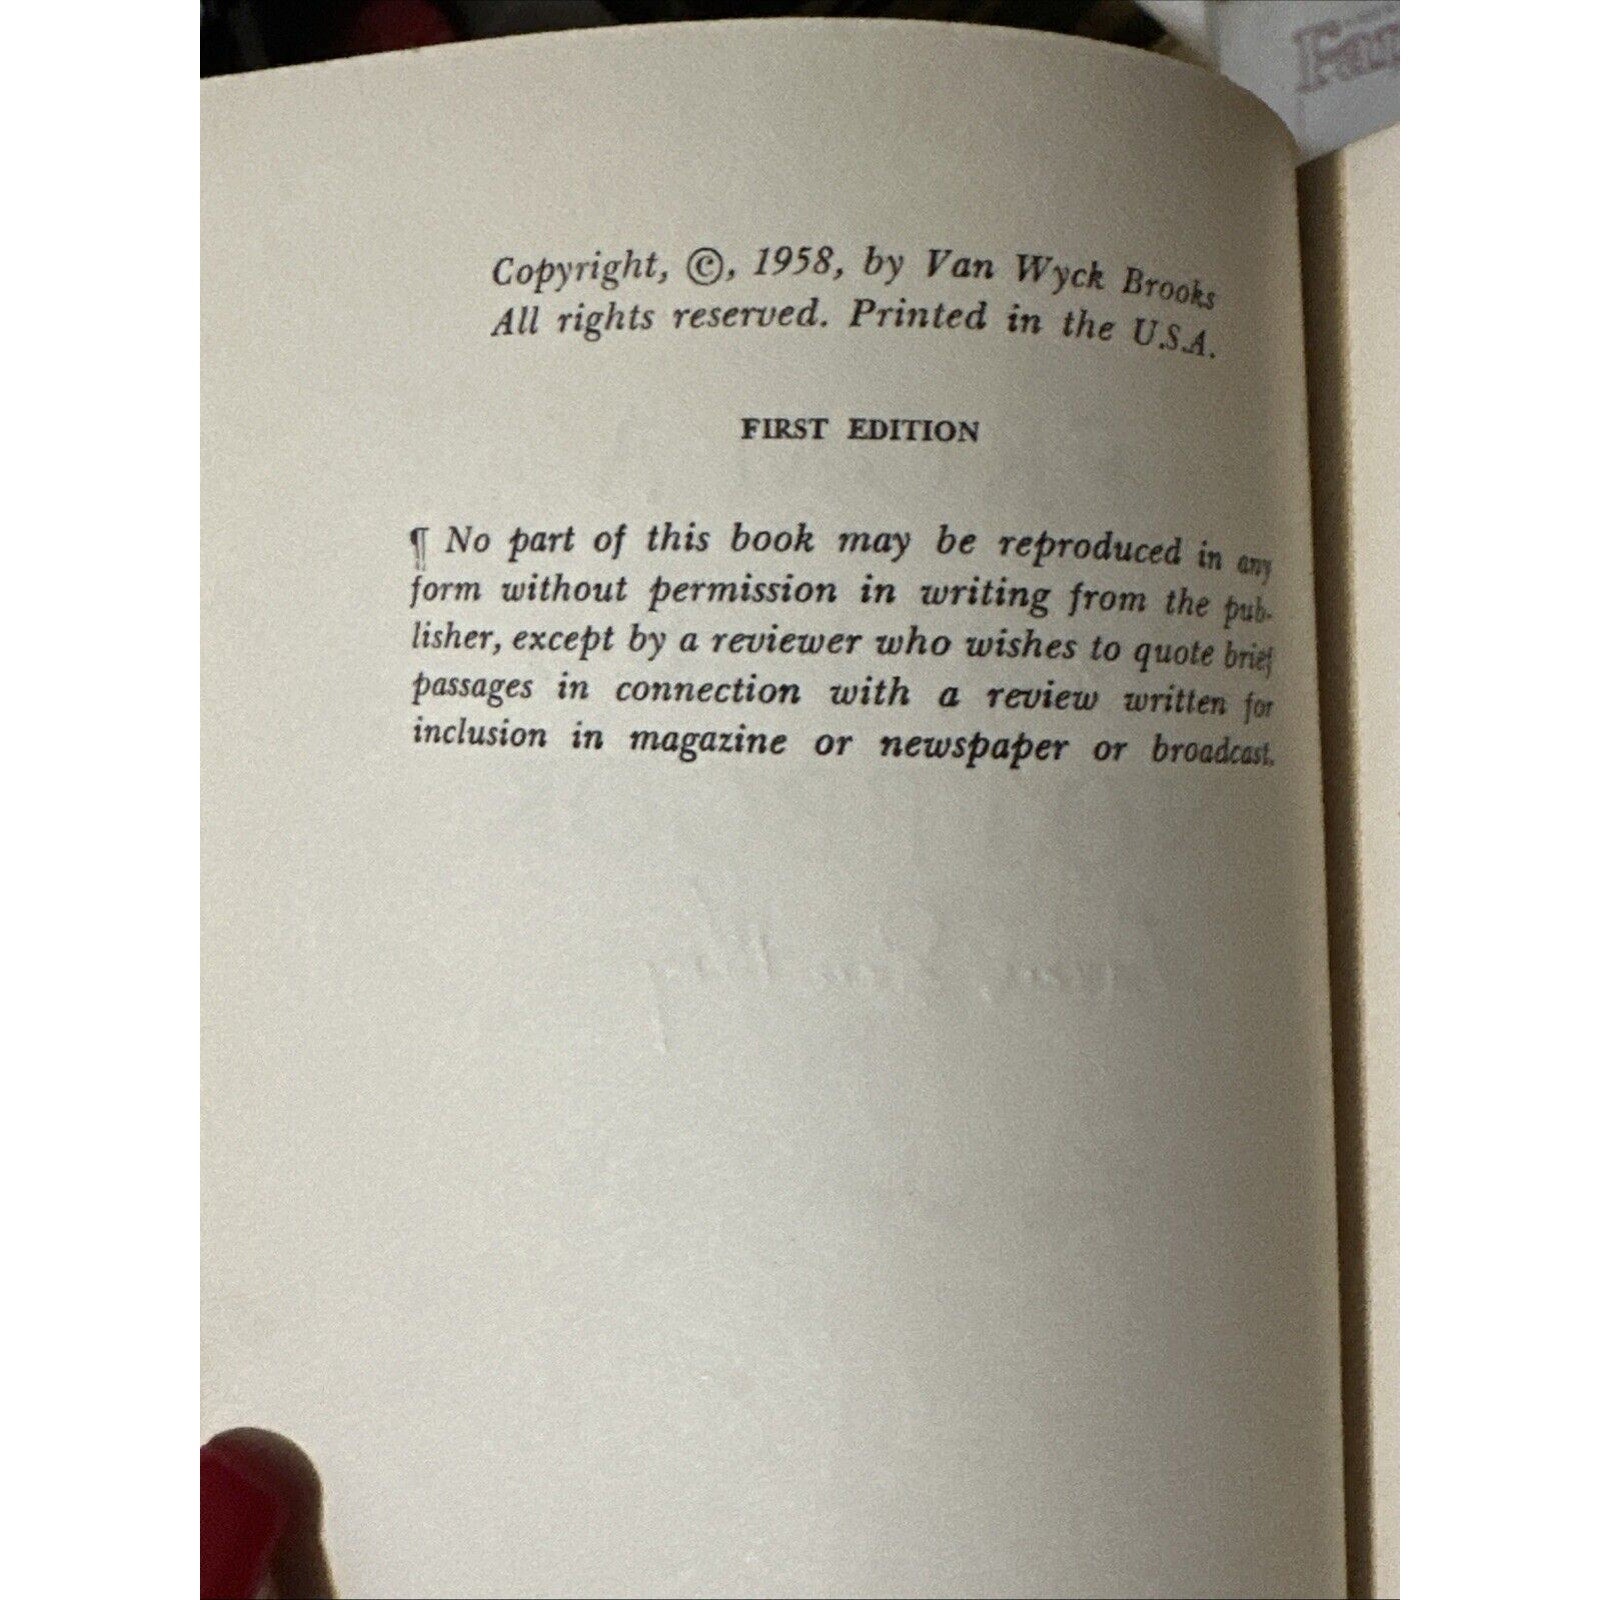 Copyright, ©, 1958, by Van Wyck Brooks
All rights reserved. Printed in the U.S.A.
FIRST EDITION
¶ No part of this book may be reproduced in any
form without permission in writing from the pub-
lisher, except by a reviewer who wishes to quote brief
passages in connection with a review written for
inclusion in magazine or newspaper or broadcast.